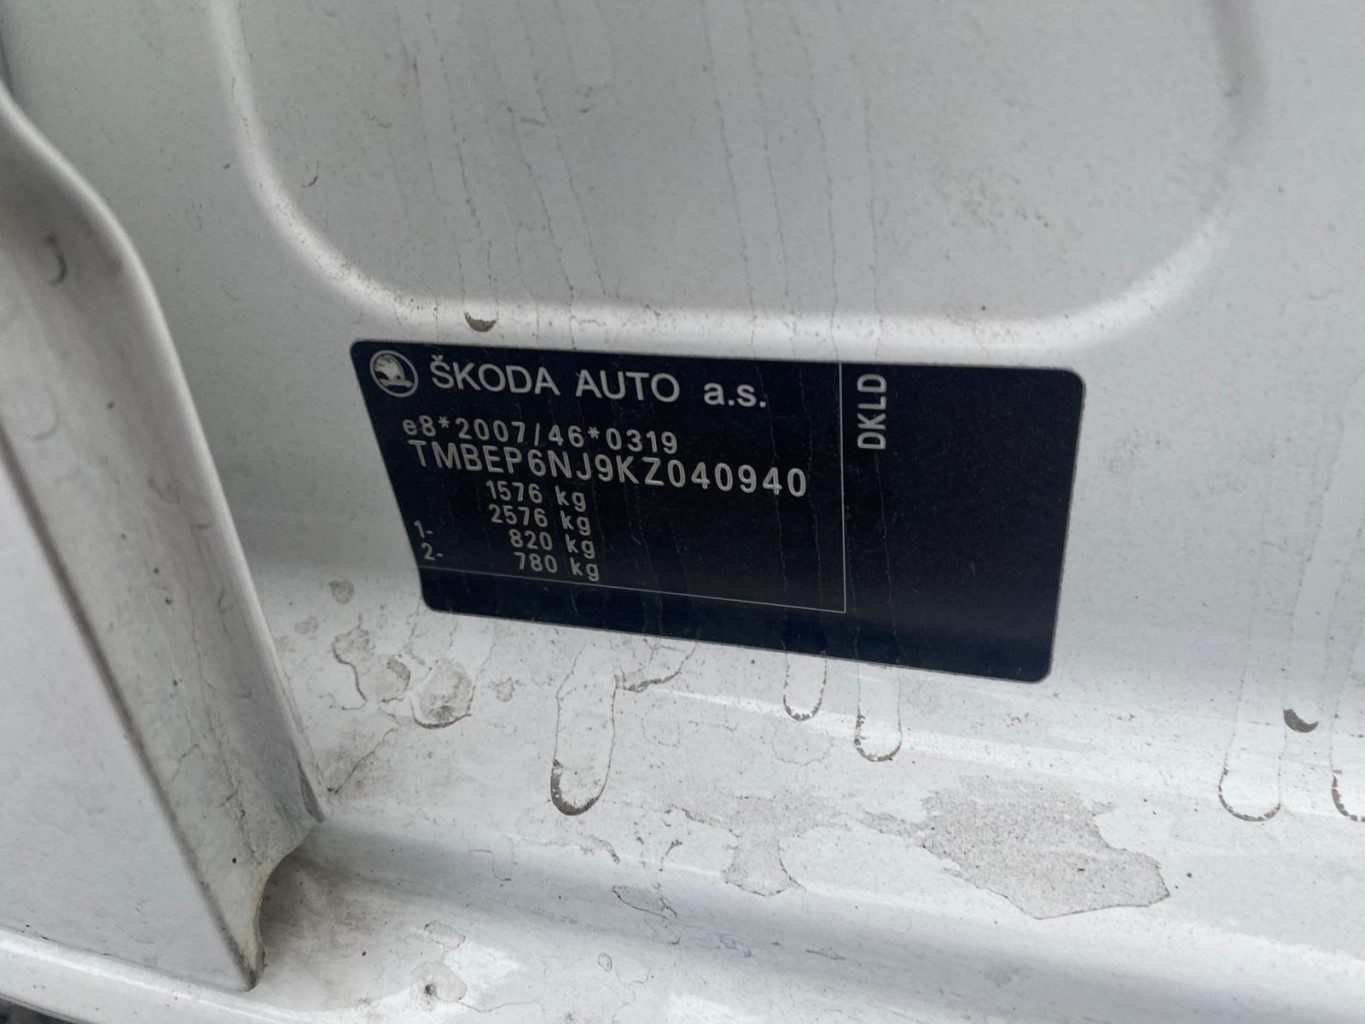 ŠKODA AUTO a.s.
e8*2007/46*0319
TMBEP6NJ9KZ040940
1576 kg
2576 kg
1- 820 kg
2- 780 kg
DKLD